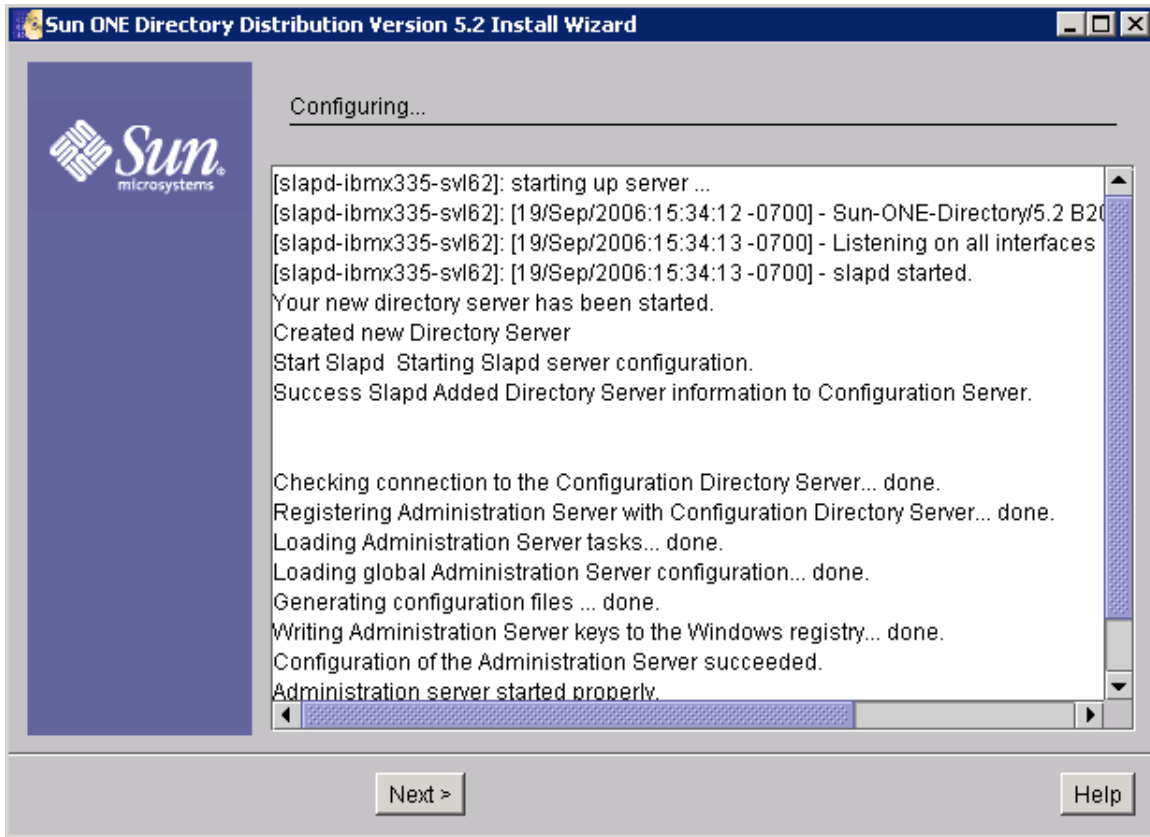 Sun ONE Directory Distribution Version 5.2 Install Wizard
Sun
microsystems
Configuring...
[slapd-ibmx335-svl62]: starting up server ...
[slapd-ibmx335-svl62]: [19/Sep/2006:15:34:12 -0700] - Sun-ONE-Directory/5.2 B20
[slapd-ibmx335-svl62]: [19/Sep/2006:15:34:13 -0700] - Listening on all interfaces
[slapd-ibmx335-svl62]: [19/Sep/2006:15:34:13 -0700] - slapd started.
Your new directory server has been started.
Created new Directory Server
Start Slapd  Starting Slapd server configuration.
Success Slapd Added Directory Server information to Configuration Server.
Checking connection to the Configuration Directory Server... done.
Registering Administration Server with Configuration Directory Server... done.
Loading Administration Server tasks... done.
Loading global Administration Server configuration... done.
Generating configuration files ... done.
Writing Administration Server keys to the Windows registry... done.
Configuration of the Administration Server succeeded.
Administration server started properly.
Next >
Help